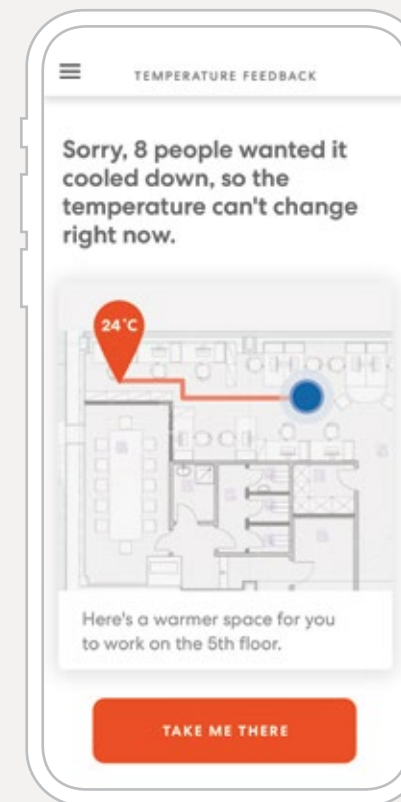 TEMPERATURE FEEDBACK
Sorry, 8 people wanted it
cooled down, so the
temperature can't change
right now.
24°C
Here's a warmer space for you
to work on the 5th floor.
TAKE ME THERE